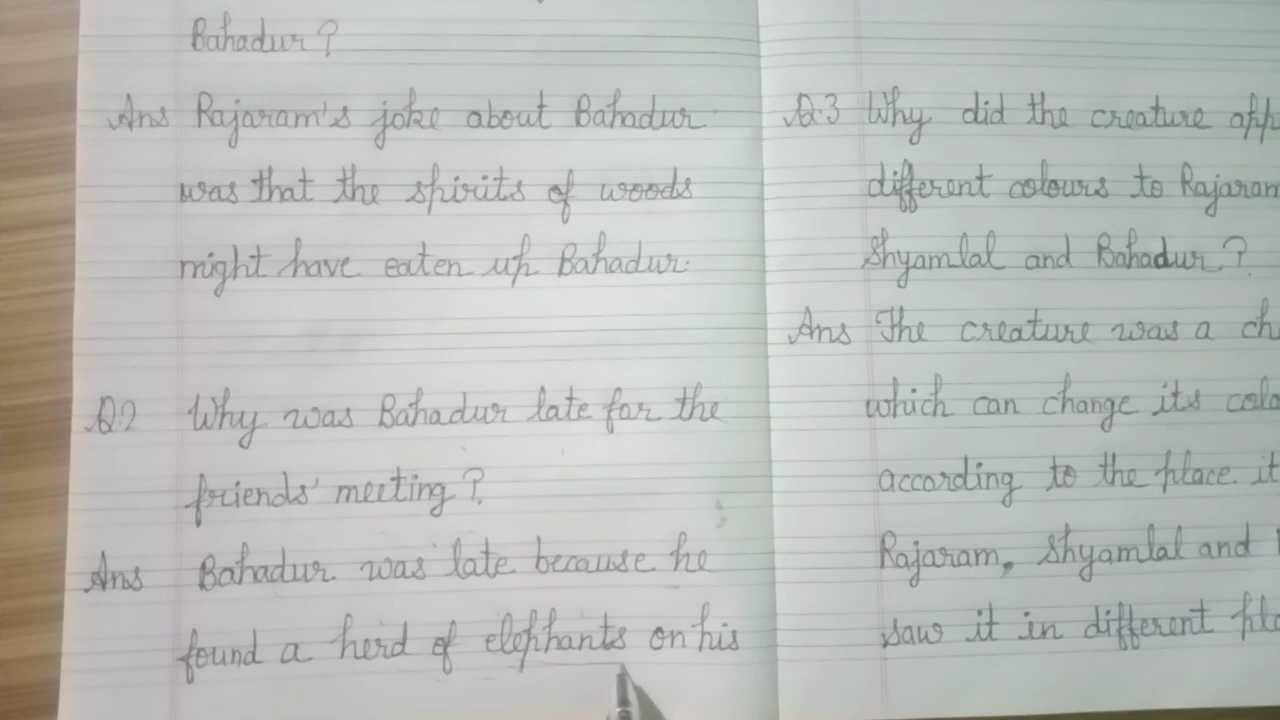 Bahadur?
Ans Rajaram's joke about Bahadur
was that the spirits of woods
might have eaten up Bahadur.
Q.2 Why was Bahadur late for the
friends' meeting?
Ans Bahadur was late because he
found a herd of elephants on his
Q.3 Why did the creature
different colours to
Shyamlal and Bahadur?
Ans The creature was a
which can change its
according to the place it
Rajaram, Shyamlal and
saw it in different